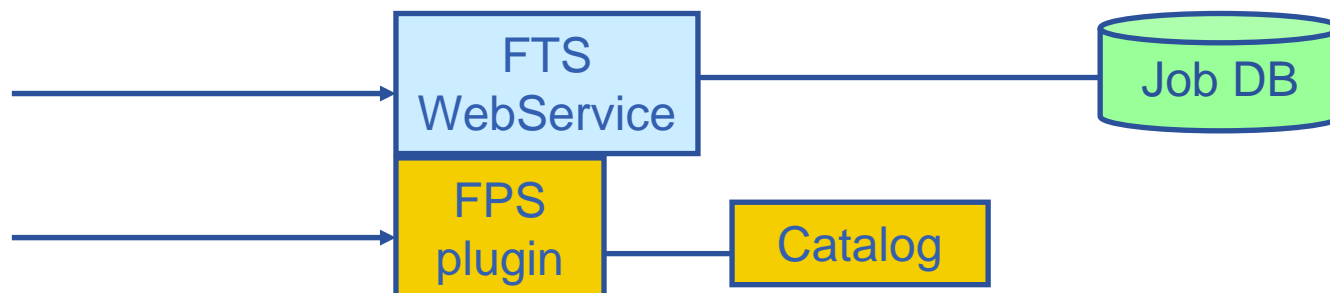 FTS
WebService
Job DB
FPS
plugin
Catalog